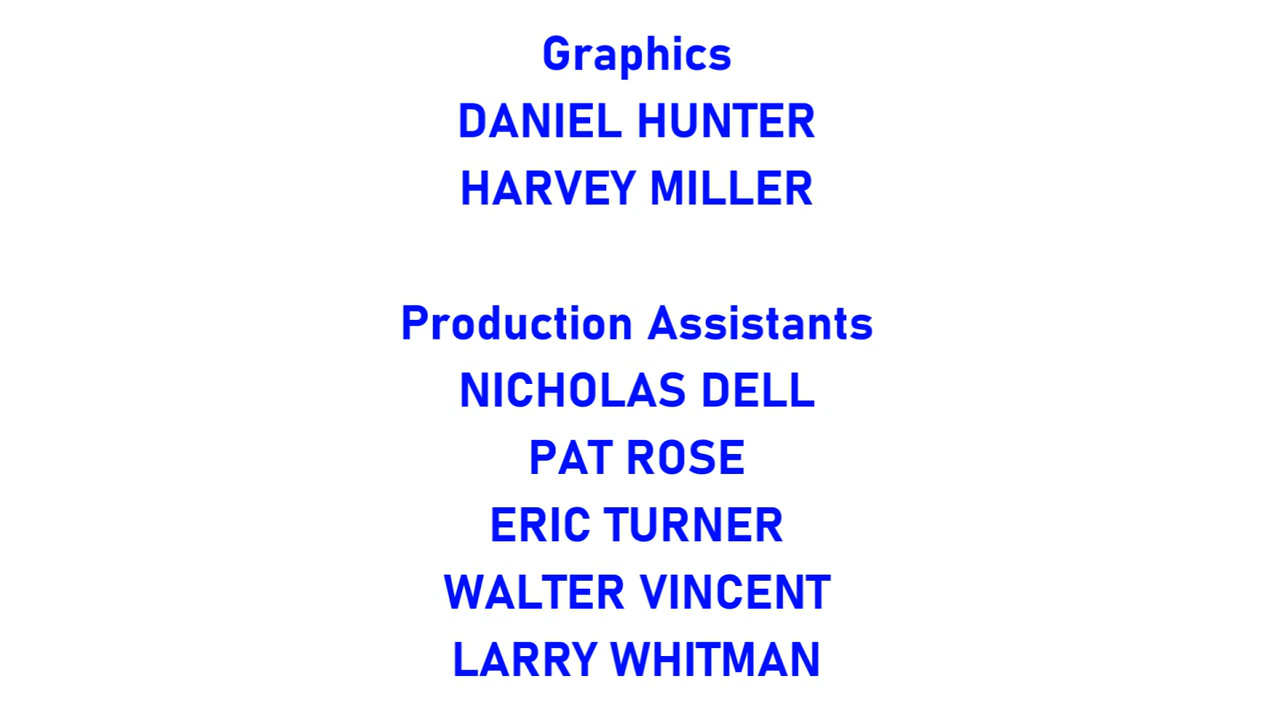 Graphics
DANIEL HUNTER
HARVEY MILLER
Production Assistants
NICHOLAS DELL
PAT ROSE
ERIC TURNER
WALTER VINCENT
LARRY WHITMAN